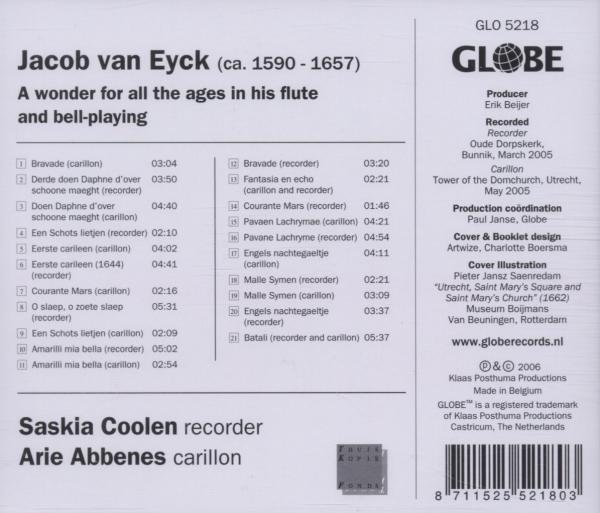 Jacob van Eyck (ca. 1590 - 1657)
A wonder for all the ages in his flute
and bell-playing
1 Bravade (carillon) 03:04
2 Derde doen Daphne d'over
schoone maeght (recorder) 03:50
3 Doen Daphne d'over
schoone maeght (carillon) 04:40
4 Een Schots lietjen (recorder) 02:10
5 Eerste carileen (carillon) 04:02
6 Eerste carileen (1644) 04:41
(recorder)
7 Courante Mars (carillon) 02:16
8 O slaep, o zoete slaep 05:31
(recorder)
9 Een Schots lietjen (carillon) 02:09
10 Amarilli mia bella (recorder) 05:02
11 Amarilli mia bella (carillon) 02:54
12 Bravade (recorder) 03:20
13 Fantasia en echo 02:21
(carillon and recorder)
14 Courante Mars (recorder) 01:46
15 Pavaen Lachrymae (carillon) 04:21
16 Pavane Lachryme (recorder) 04:54
17 Engels nachtegaeltje 04:11
(carillon)
18 Malle Symen (recorder) 02:21
19 Malle Symen (carillon) 03:09
20 Engels nachtegaeltje 03:37
(recorder)
21 Batali (recorder and carillon) 05:37
Saskia Coolen recorder
Arie Abbenes carillon
THUIS
KOPIE
FONDS
GLO 5218
GLOBE
Producer
Erik Beijer
Recorded
Recorder
Oude Dorpskerk,
Bunnik, March 2005
Carillon
Tower of the Domchurch, Utrecht,
May 2005
Production coördination
Paul Janse, Globe
Cover & Booklet design
Artwize, Charlotte Boersma
Cover Illustration
Pieter Jansz Saenredam
"Utrecht, Saint Mary's Square and
Saint Mary's Church" (1662)
Museum Boijmans
Van Beuningen, Rotterdam
www.globerecords.nl
℗ & © 2006
Klaas Posthuma Productions
Made in Belgium
GLOBE™ is a registered trademark
of Klaas Posthuma Productions
Castricum, The Netherlands
8 711525 521803